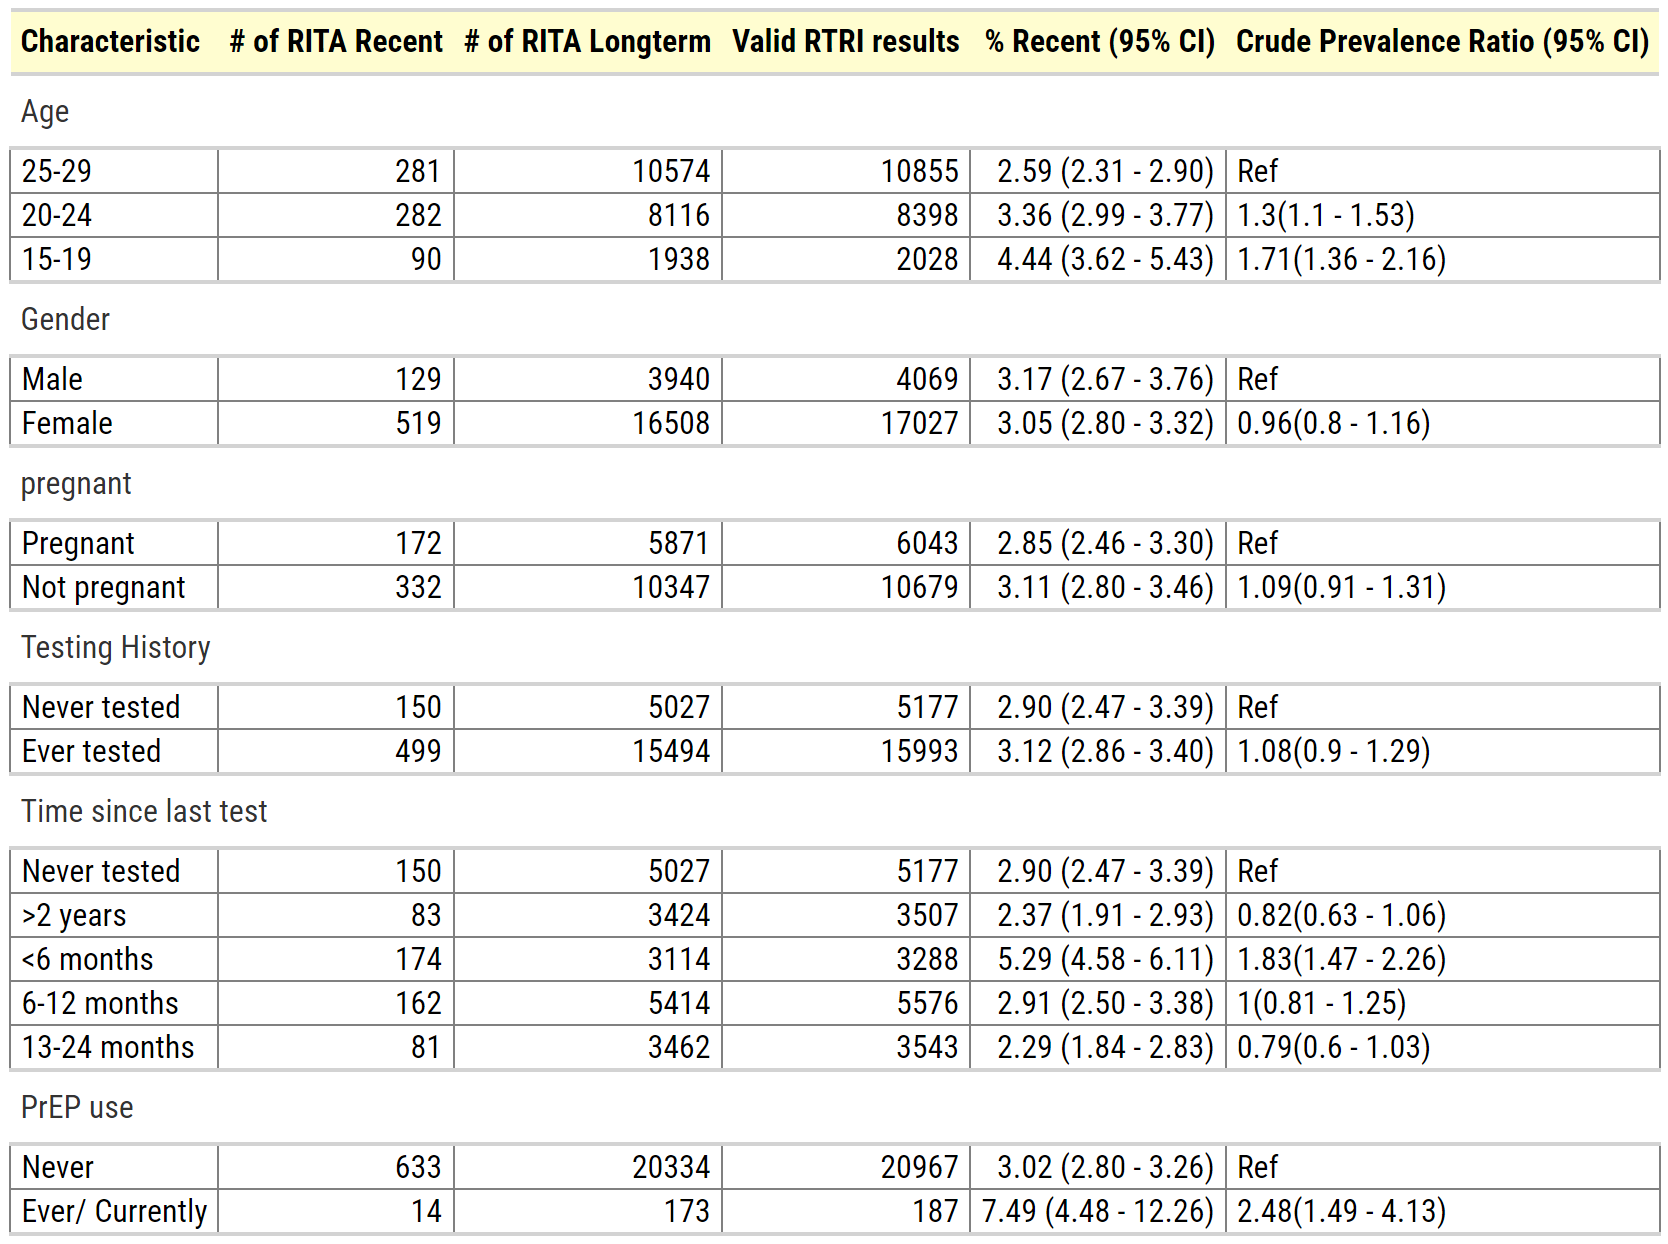 Characteristic # of RITA Recent # of RITA Longterm Valid RTRI results % Recent (95% CI) Crude Prevalence Ratio (95% CI)
Age
25-29 281 10574 10855 2.59 (2.31 - 2.90) Ref
20-24 282 8116 8398 3.36 (2.99 - 3.77) 1.3(1.1 - 1.53)
15-19 90 1938 2028 4.44 (3.62 - 5.43) 1.71(1.36 - 2.16)
Gender
Male 129 3940 4069 3.17 (2.67 - 3.76) Ref
Female 519 16508 17027 3.05 (2.80 - 3.32) 0.96(0.8 - 1.16)
pregnant
Pregnant 172 5871 6043 2.85 (2.46 - 3.30) Ref
Not pregnant 332 10347 10679 3.11 (2.80 - 3.46) 1.09(0.91 - 1.31)
Testing History
Never tested 150 5027 5177 2.90 (2.47 - 3.39) Ref
Ever tested 499 15494 15993 3.12 (2.86 - 3.40) 1.08(0.9 - 1.29)
Time since last test
Never tested 150 5027 5177 2.90 (2.47 - 3.39) Ref
>2 years 83 3424 3507 2.37 (1.91 - 2.93) 0.82(0.63 - 1.06)
<6 months 174 3114 3288 5.29 (4.58 - 6.11) 1.83(1.47 - 2.26)
6-12 months 162 5414 5576 2.91 (2.50 - 3.38) 1(0.81 - 1.25)
13-24 months 81 3462 3543 2.29 (1.84 - 2.83) 0.79(0.6 - 1.03)
PrEP use
Never 633 20334 20967 3.02 (2.80 - 3.26) Ref
Ever/ Currently 14 173 187 7.49 (4.48 - 12.26) 2.48(1.49 - 4.13)